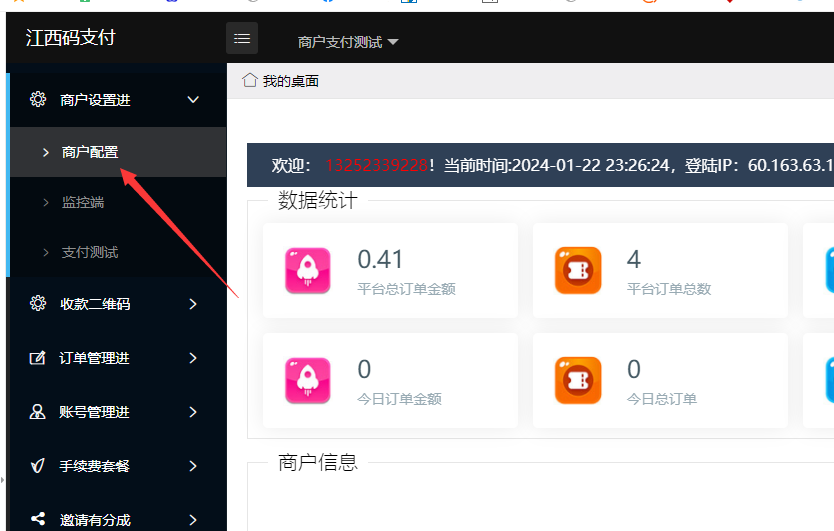 江西码支付
商户支付测试
我的桌面
商户设置进
商户配置
监控端
支付测试
收款二维码
订单管理进
账号管理进
手续费套餐
邀请有分成
欢迎： 13252339228！当前时间:2024-01-22 23:26:24，登陆IP：60.163.63.1
数据统计
0.41
平台总订单金额
4
平台订单总数
0
今日订单金额
0
今日总订单
商户信息